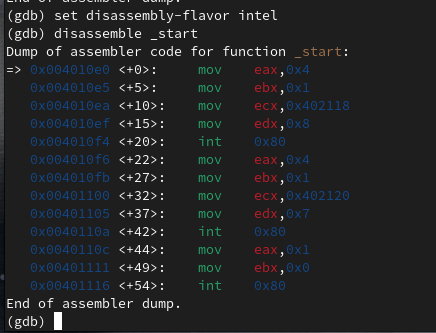 End of assembler dump.
(gdb) set disassembly-flavor intel
(gdb) disassemble _start
Dump of assembler code for function _start:
=> 0x004010e0 <+0>: mov eax,0x4
0x004010e5 <+5>: mov ebx,0x1
0x004010ea <+10>: mov ecx,0x402118
0x004010ef <+15>: mov edx,0x8
0x004010f4 <+20>: int 0x80
0x004010f6 <+22>: mov eax,0x4
0x004010fb <+27>: mov ebx,0x1
0x00401100 <+32>: mov ecx,0x402120
0x00401105 <+37>: mov edx,0x7
0x0040110a <+42>: int 0x80
0x0040110c <+44>: mov eax,0x1
0x00401111 <+49>: mov ebx,0x0
0x00401116 <+54>: int 0x80
End of assembler dump.
(gdb)